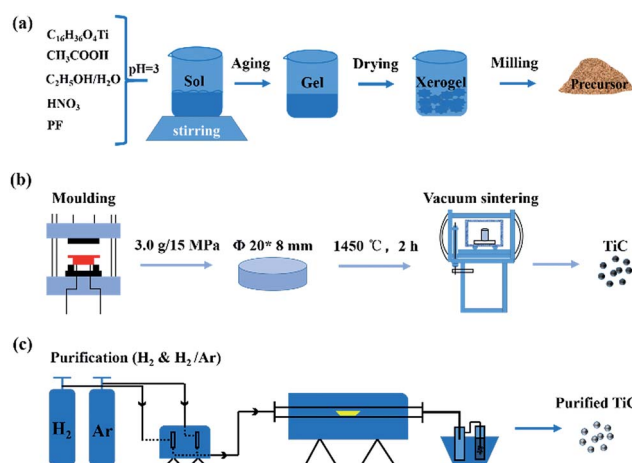 (a)
C₁₆H₃₆O₄Ti
CH₃COOH
C₂H₅OH/H₂O
HNO₃
PF
pH=3
Sol
stirring
Aging
Gel
Drying
Xerogel
Milling
Precursor
(b)
Moulding
3.0 g/15 MPa
Φ 20* 8 mm
1450 ℃, 2 h
Vacuum sintering
TiC
(c)
Purification (H₂ & H₂/Ar)
H₂
Ar
Purified TiC